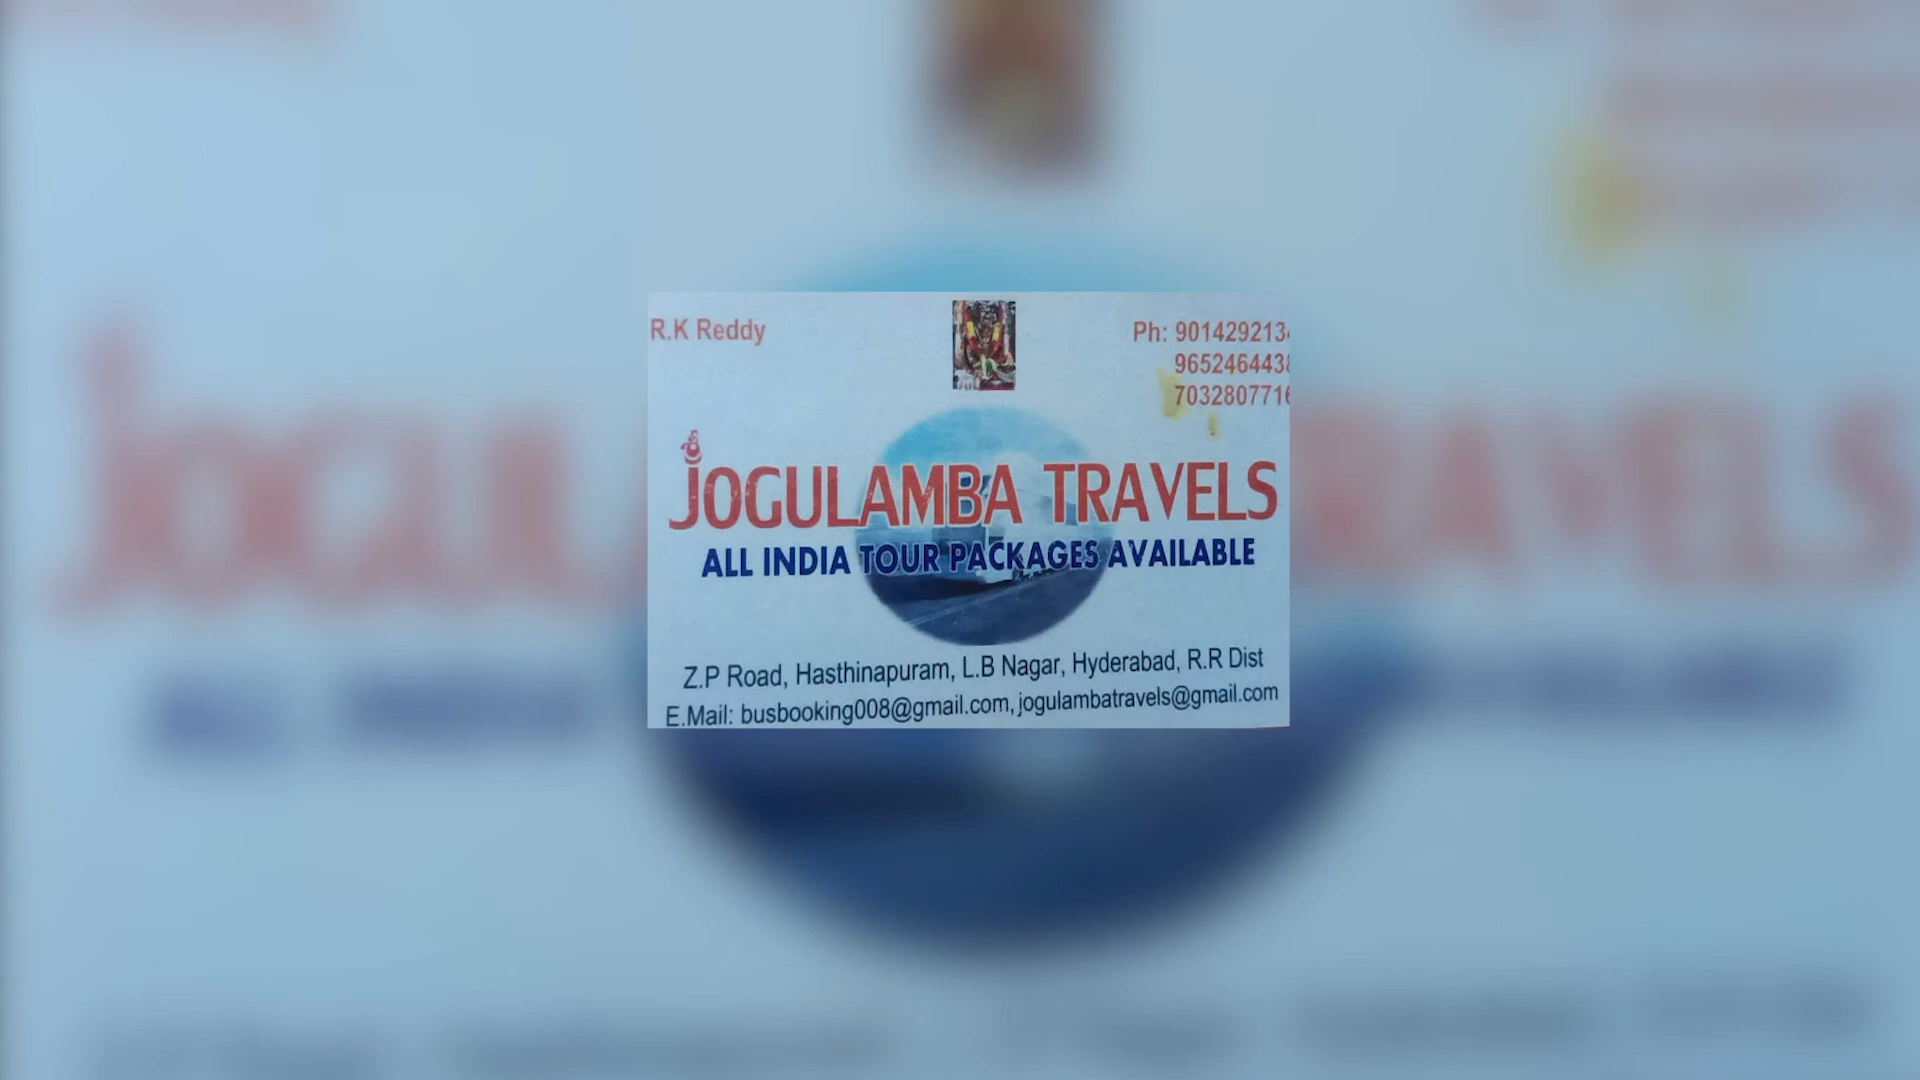 R.K Reddy
Ph: 901429213
965246443
703280771
JOGULAMBA TRAVELS
ALL INDIA TOUR PACKAGES AVAILABLE
Z.P Road, Hasthinapuram, L.B Nagar, Hyderabad, R.R Dist
E.Mail: busbooking008@gmail.com, jogulambatravels@gmail.com